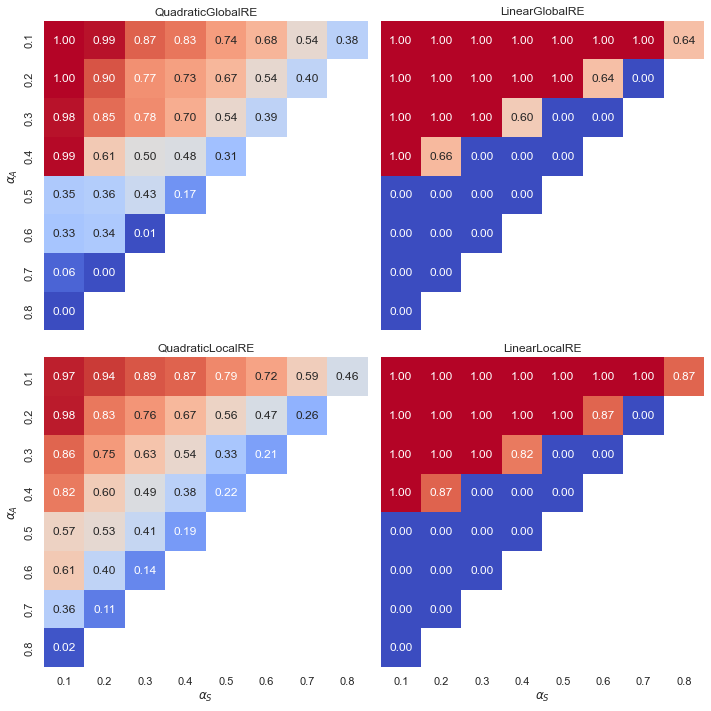 QuadraticGlobalRE
LinearGlobalRE
0.1 1.00 0.99 0.87 0.83 0.74 0.68 0.54 0.38 1.00 1.00 1.00 1.00 1.00 1.00 1.00 0.64
0.2 1.00 0.90 0.77 0.73 0.67 0.54 0.40 1.00 1.00 1.00 1.00 1.00 0.64 0.00
0.3 0.98 0.85 0.78 0.70 0.54 0.39 1.00 1.00 1.00 0.60 0.00 0.00
0.4 0.99 0.61 0.50 0.48 0.31 1.00 0.66 0.00 0.00 0.00
α_A
0.5 0.35 0.36 0.43 0.17 0.00 0.00 0.00 0.00
0.6 0.33 0.34 0.01 0.00 0.00 0.00
0.7 0.06 0.00 0.00 0.00
0.8 0.00 0.00
QuadraticLocalRE
LinearLocalRE
0.1 0.97 0.94 0.89 0.87 0.79 0.72 0.59 0.46 1.00 1.00 1.00 1.00 1.00 1.00 1.00 0.87
0.2 0.98 0.83 0.76 0.67 0.56 0.47 0.26 1.00 1.00 1.00 1.00 1.00 0.87 0.00
0.3 0.86 0.75 0.63 0.54 0.33 0.21 1.00 1.00 1.00 0.82 0.00 0.00
0.4 0.82 0.60 0.49 0.38 0.22 1.00 0.87 0.00 0.00 0.00
α_A
0.5 0.57 0.53 0.41 0.19 0.00 0.00 0.00 0.00
0.6 0.61 0.40 0.14 0.00 0.00 0.00
0.7 0.36 0.11 0.00 0.00
0.8 0.02 0.00
0.1 0.2 0.3 0.4 0.5 0.6 0.7 0.8 0.1 0.2 0.3 0.4 0.5 0.6 0.7 0.8
α_S
α_S